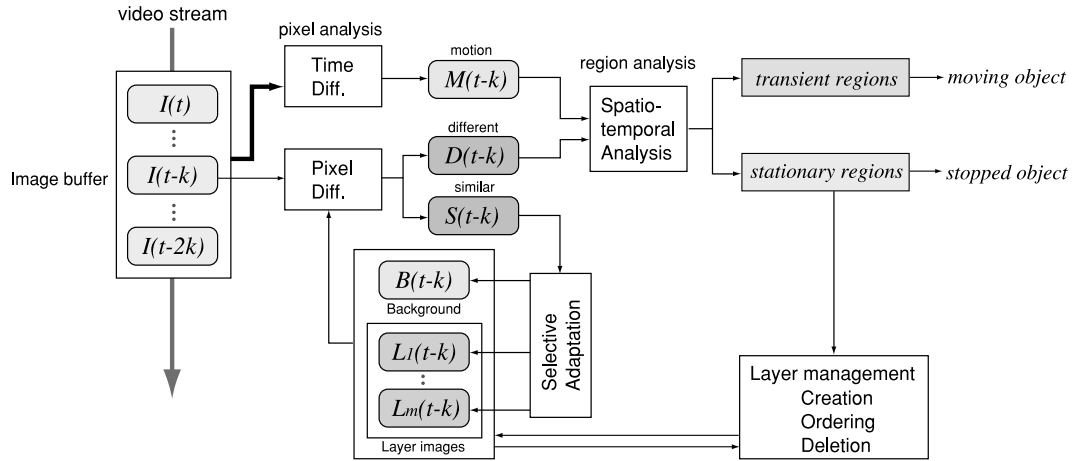 video stream
Image buffer
I(t)
I(t-k)
I(t-2k)
pixel analysis
Time
Diff.
Pixel
Diff.
motion
M(t-k)
different
D(t-k)
similar
S(t-k)
region analysis
Spatio-
temporal
Analysis
transient regions
moving object
stationary regions
stopped object
B(t-k)
Background
L1(t-k)
Lm(t-k)
Layer images
Selective
Adaptation
Layer management
Creation
Ordering
Deletion